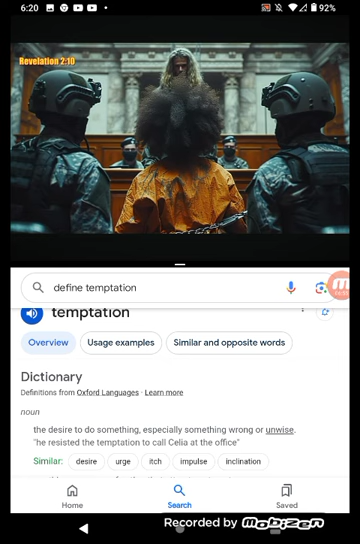 6:20
92%
Revelation 2:10
define temptation
temptation
Overview
Usage examples
Similar and opposite words
Dictionary
Definitions from Oxford Languages · Learn more
noun
the desire to do something, especially something wrong or unwise.
"he resisted the temptation to call Celia at the office"
Similar: desire urge itch impulse inclination
Home
Search
Saved
Recorded by Mobizen